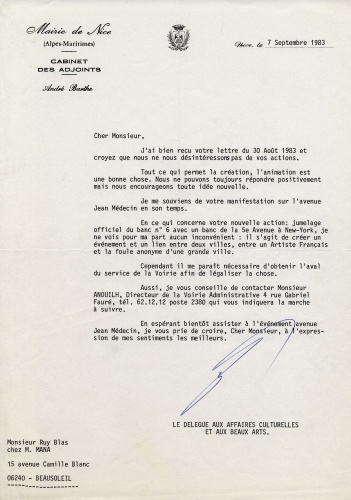 Mairie de Nice
(Alpes-Maritimes)
CABINET
DES ADJOINTS
André Barthe
Nice, le 7 Septembre 1983
Cher Monsieur,
J'ai bien reçu votre lettre du 30 Août 1983 et
croyez que nous ne nous désintéressons pas de vos actions.
Tout ce qui permet la création, l'animation est
une bonne chose. Nous ne pouvons toujours répondre positivement
mais nous encourageons toute idée nouvelle.
Je me souviens de votre manifestation sur l'avenue
Jean Médecin en son temps.
En ce qui concerne votre nouvelle action: jumelage
officiel du banc n° 6 avec un banc de la 5e Avenue à New-York, je
ne vois pour ma part aucun inconvénient : il s'agit de créer un
événement et un lien entre deux villes, entre un Artiste Français
et la foule anonyme d'une grande ville.
Cependant il me paraît nécessaire d'obtenir l'aval
du service de la Voirie afin de légaliser la chose.
Aussi, je vous conseille de contacter Monsieur
ANOUILH, Directeur de la Voirie Administrative 4 rue Gabriel
Fauré, tél. 62.12.12 poste 2380 qui vous indiquera la marche
à suivre.
En espérant bientôt assister à l'événement avenue
Jean Médecin, je vous prie de croire, Cher Monsieur, à l'expres-
sion de mes sentiments les meilleurs.
LE DELEGUE AUX AFFAIRES CULTURELLES
ET AUX BEAUX ARTS.
Monsieur Ruy Blas
chez M. MANA
15 avenue Camille Blanc
06240 - BEAUSOLEIL